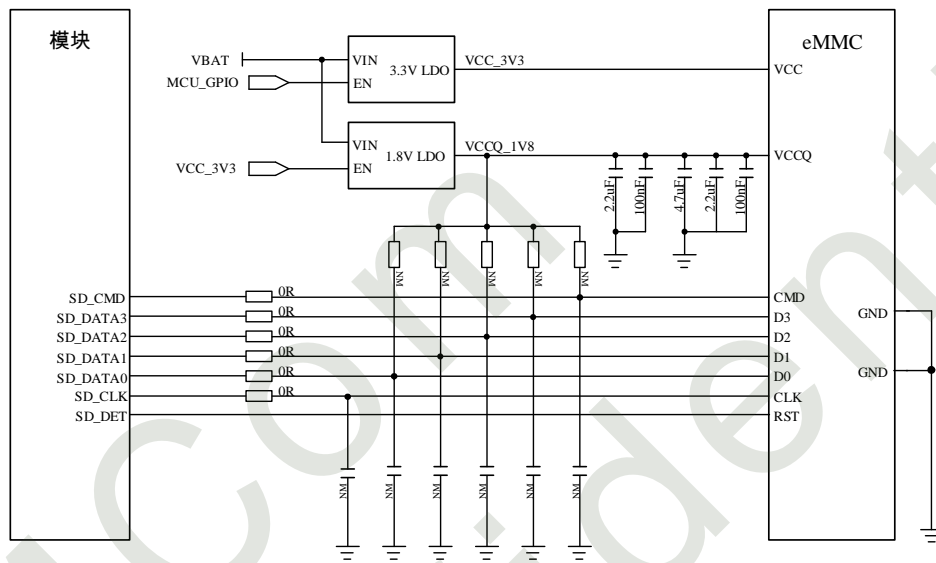 模块
eMMC
VBAT
VIN
3.3V LDO
VCC_3V3
VCC
MCU_GPIO
EN
VIN
1.8V LDO
VCCQ_1V8
VCCQ
VCC_3V3
EN
2.2uF
100nF
4.7uF
2.2uF
100nF
NM
NM
NM
NM
NM
SD_CMD
0R
CMD
SD_DATA3
0R
D3
GND
SD_DATA2
0R
D2
SD_DATA1
0R
D1
SD_DATA0
0R
D0
GND
SD_CLK
0R
CLK
SD_DET
RST
NM
NM
NM
NM
NM
NM